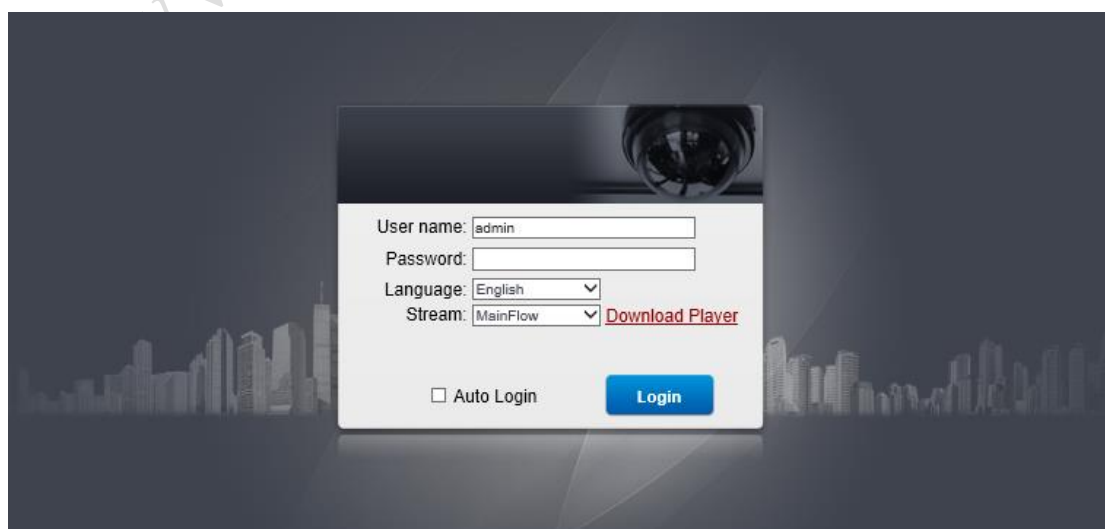 User name: admin
Password:
Language: English
Stream: MainFlow Download Player
Auto Login Login